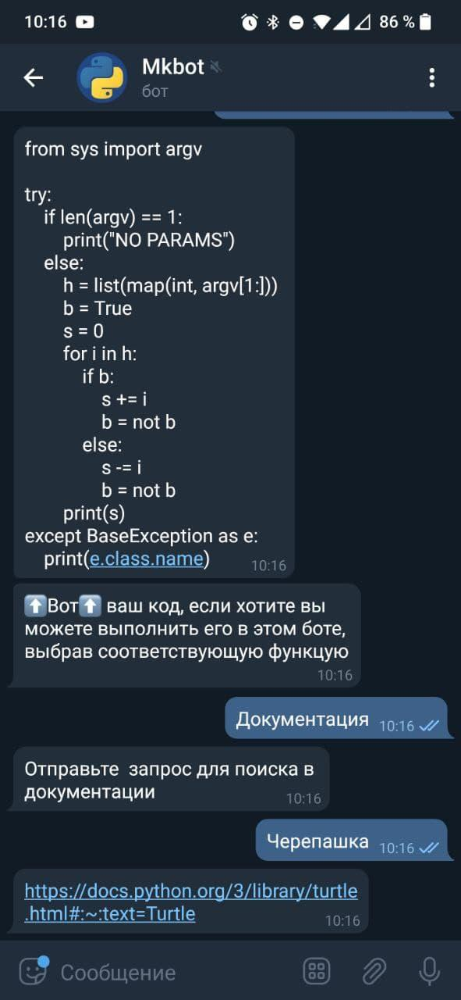 10:16
86 %
Mkbot
бот
from sys import argv
try:
    if len(argv) == 1:
        print("NO PARAMS")
    else:
        h = list(map(int, argv[1:]))
        b = True
        s = 0
        for i in h:
            if b:
                s += i
                b = not b
            else:
                s -= i
                b = not b
        print(s)
except BaseException as e:
    print(e.class.name)
10:16
⬆️Вот⬆️ ваш код, если хотите вы
можете выполнить его в этом боте,
выбрав соответствующую функцую
10:16
Документация 10:16
Отправьте  запрос для поиска в
документации
10:16
Черепашка 10:16
https://docs.python.org/3/library/turtle
.html#:~:text=Turtle
10:16
Сообщение